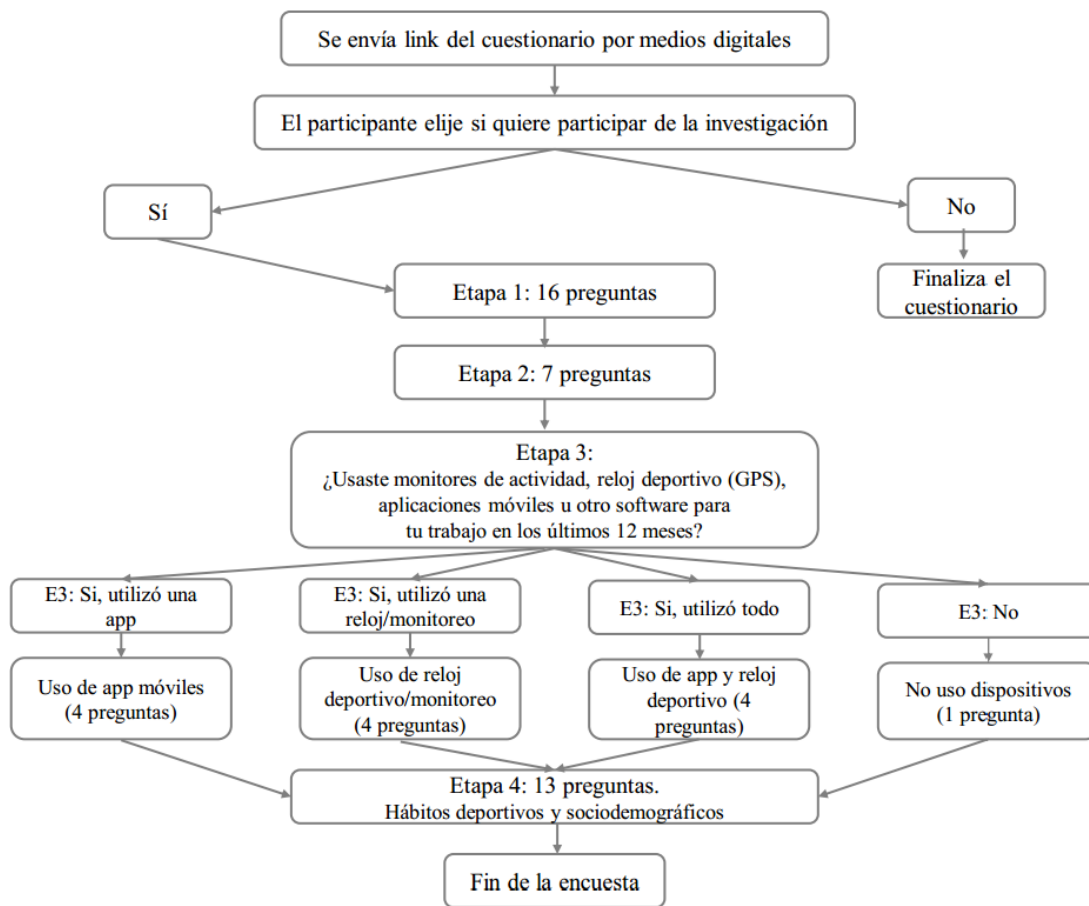 Se envía link del cuestionario por medios digitales
El participante elije si quiere participar de la investigación
Sí
No
Finaliza el
cuestionario
Etapa 1: 16 preguntas
Etapa 2: 7 preguntas
Etapa 3:
¿Usaste monitores de actividad, reloj deportivo (GPS),
aplicaciones móviles u otro software para
tu trabajo en los últimos 12 meses?
E3: Si, utilizó una
app
E3: Si, utilizó una
reloj/monitoreo
E3: Si, utilizó todo
E3: No
Uso de app móviles
(4 preguntas)
Uso de reloj
deportivo/monitoreo
(4 preguntas)
Uso de app y reloj
deportivo (4
preguntas)
No uso dispositivos
(1 pregunta)
Etapa 4: 13 preguntas.
Hábitos deportivos y sociodemográficos
Fin de la encuesta